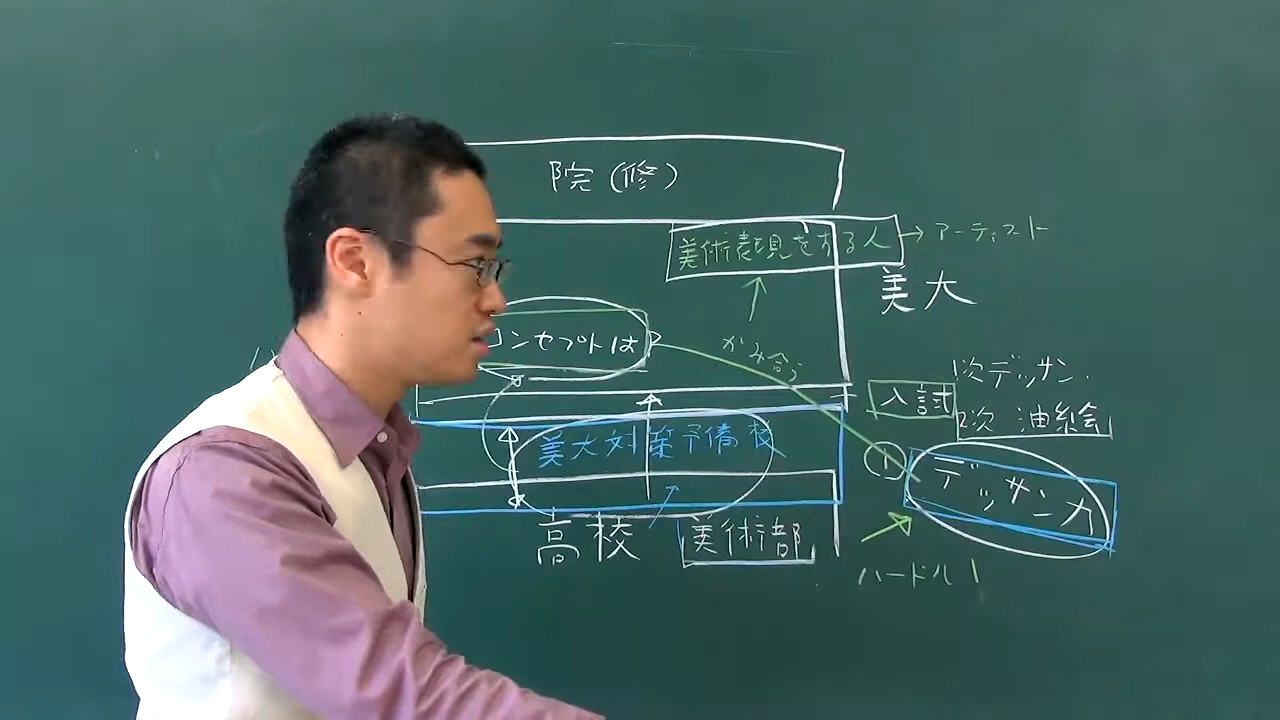 院(修)
美術表現をする人 → アーティスト
美大
コンセプトは
かみ合う
入試
1次デッサン
2次 油絵
美大対策予備校
① デッサン力
高校 美術部
ハードル1